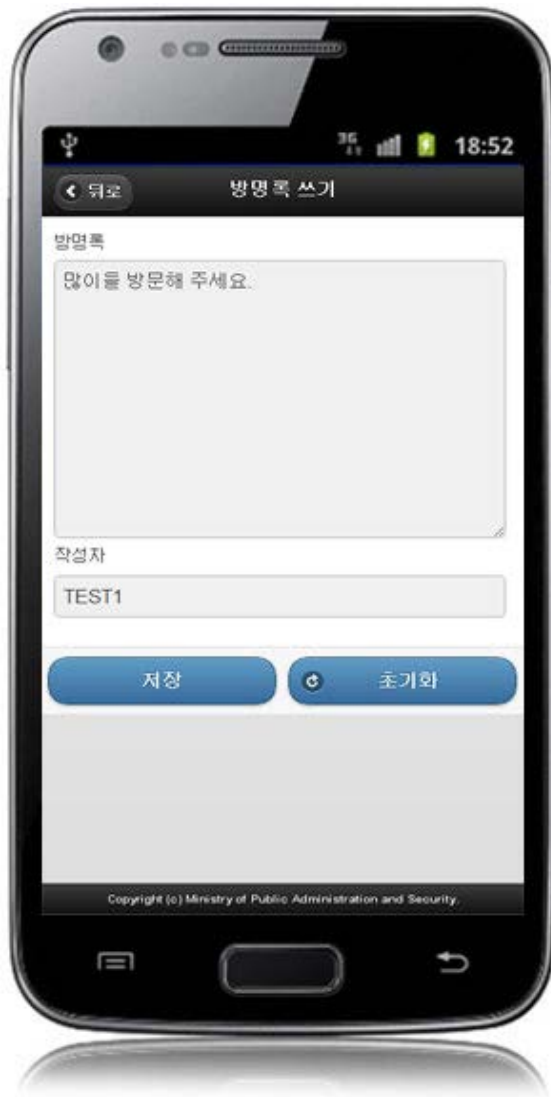 3G
18:52
뒤로
방명록 쓰기
방명록
많이들 방문해 주세요.
작성자
TEST1
저장
초기화
Copyright (c) Ministry of Public Administration and Security.